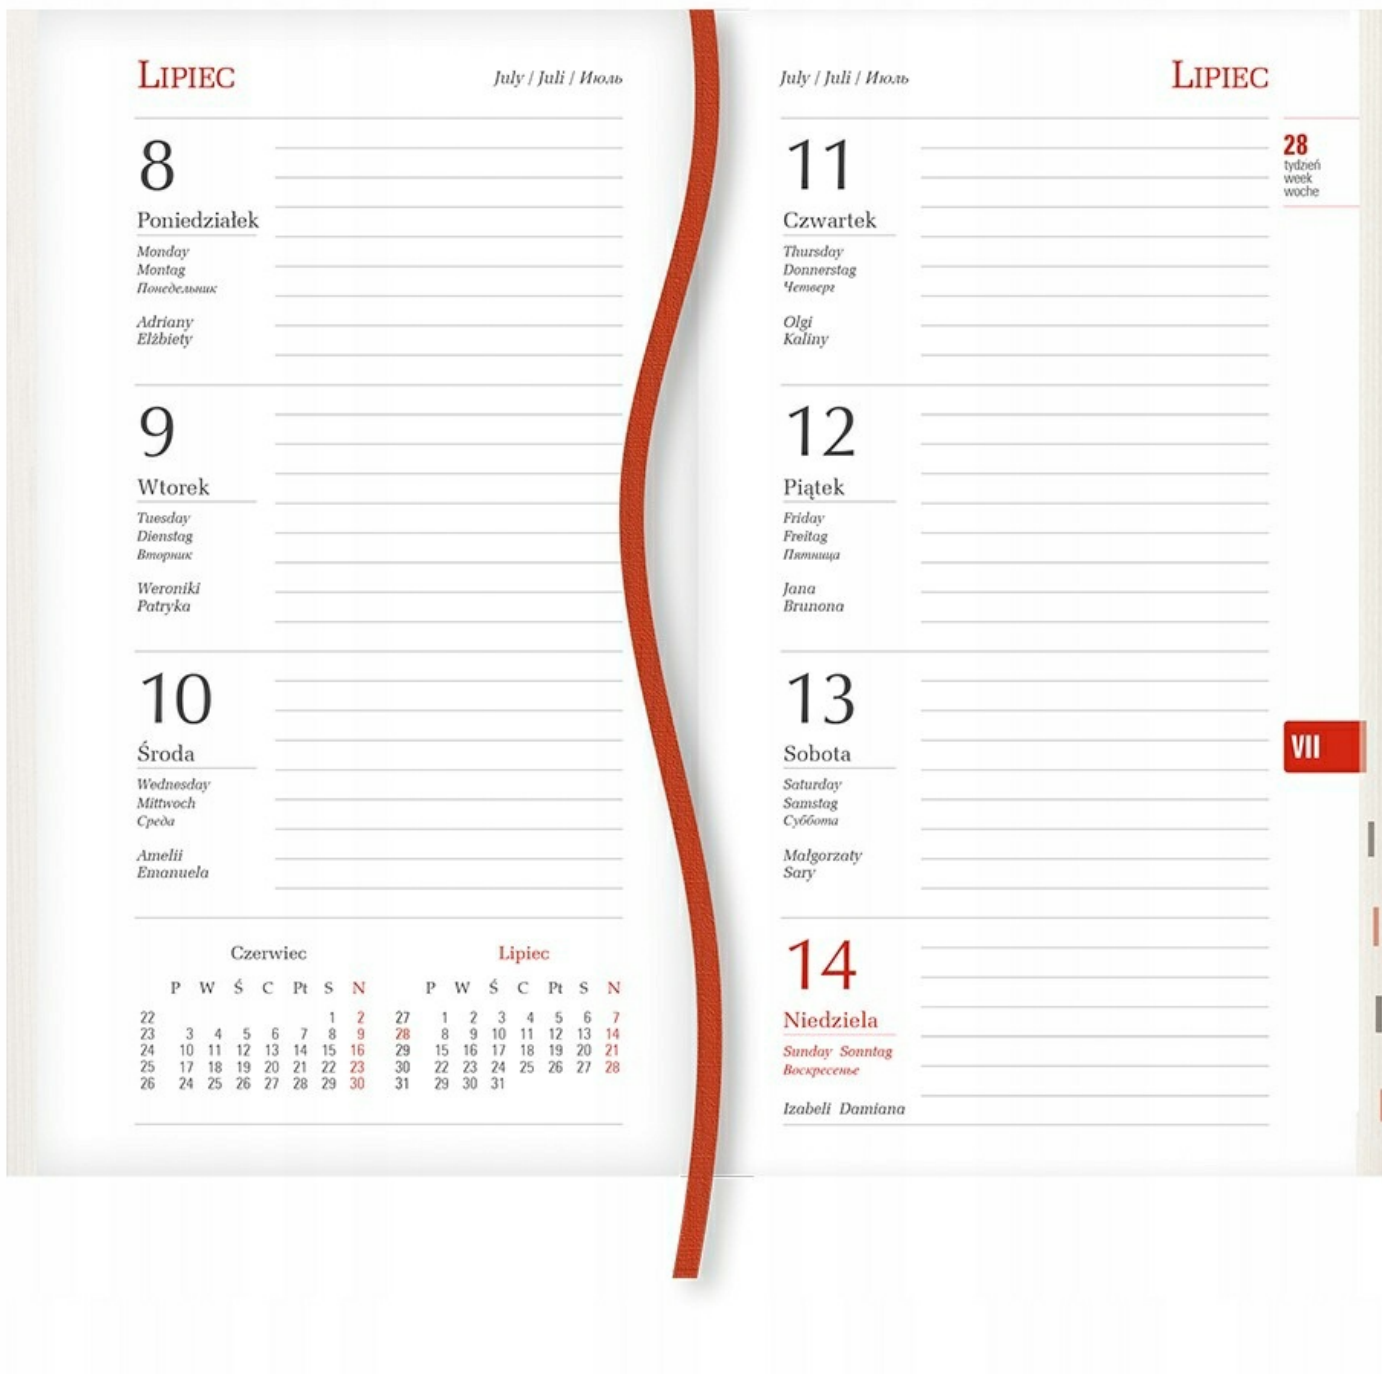 LIPIEC
July / Juli / Июль
8
Poniedziałek
Monday
Montag
Понедельник
Adriany
Elżbiety
9
Wtorek
Tuesday
Dienstag
Вторник
Weroniki
Patryka
10
Środa
Wednesday
Mittwoch
Среда
Amelii
Emanuela
Czerwiec
P W Ś C Pt S N
22 1 2
23 3 4 5 6 7 8 9
24 10 11 12 13 14 15 16
25 17 18 19 20 21 22 23
26 24 25 26 27 28 29 30
Lipiec
P W Ś C Pt S N
27 1 2 3 4 5 6 7
28 8 9 10 11 12 13 14
29 15 16 17 18 19 20 21
30 22 23 24 25 26 27 28
31 29 30 31
July / Juli / Июль
LIPIEC
11
Czwartek
Thursday
Donnerstag
Четверг
Olgi
Kaliny
12
Piątek
Friday
Freitag
Пятница
Jana
Brunona
13
Sobota
Saturday
Samstag
Суббота
Małgorzaty
Sary
14
Niedziela
Sunday Sonntag
Воскресенье
Izabeli Damiana
28
tydzień
week
woche
VII